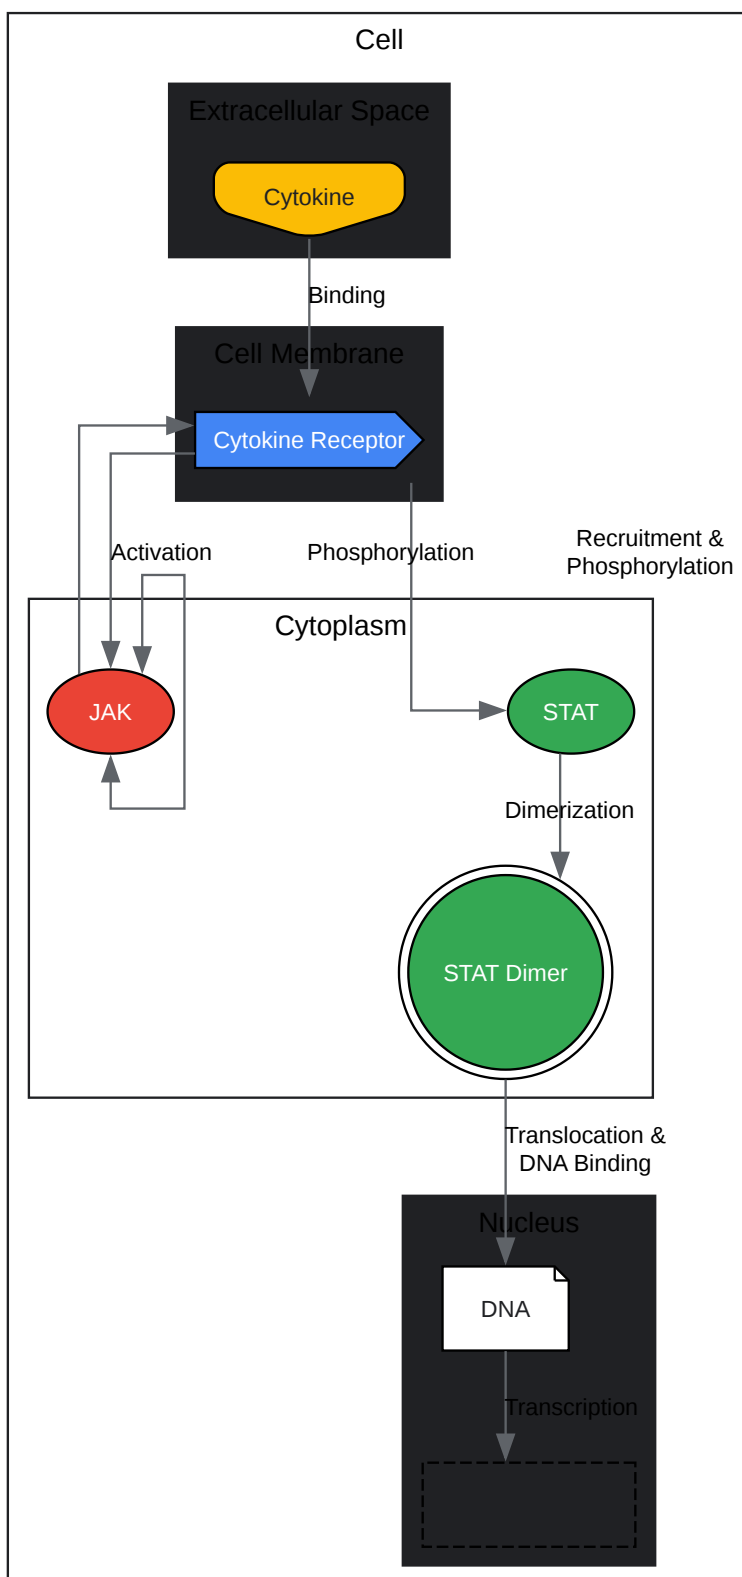 Cell
Extracellular Space
Cytokine
Binding
Cell Membrane
Cytokine Receptor
Activation
Phosphorylation
Recruitment &
Phosphorylation
Cytoplasm
JAK
STAT
Dimerization
STAT Dimer
Translocation &
DNA Binding
Nucleus
DNA
Transcription